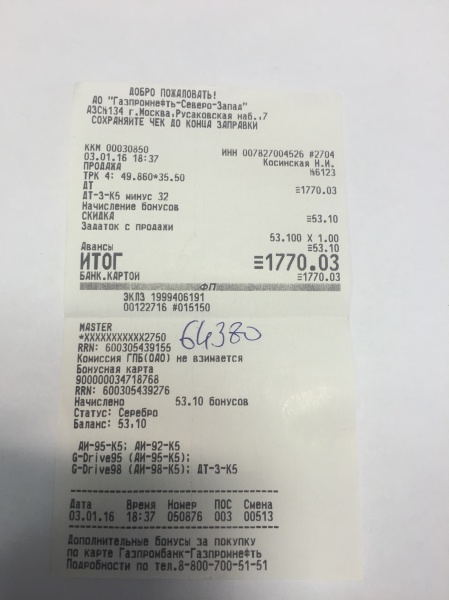 ДОБРО ПОЖАЛОВАТЬ!
АО "Газпромнефть-Северо-Запад"
АЗС№134 г.Москва,Русаковская наб.,7
СОХРАНЯЙТЕ ЧЕК ДО КОНЦА ЗАПРАВКИ
ККМ 00030850 ИНН 007827004526 #2704
03.01.16 18:37 Косинская Н.И.
ПРОДАЖА №6123
ТРК 4: 49.860*35.50
ДТ ≡1770.03
ДТ-З-К5 минус 32
Начисление бонусов
СКИДКА ≡53.10
Задаток с продажи
53.100 X 1.00
Авансы ≡53.10
ИТОГ ≡1770.03
БАНК.КАРТОЙ ≡1770.03
ФП
ЭКЛЗ 1999406191
00122716 #015150
MASTER
*XXXXXXXXXXX2750 64380
RRN: 600305439155
Комиссия ГПБ(ОАО) не взимается
Бонусная карта
900000034718768
RRN: 600305439276
Начислено 53.10 бонусов
Статус: Серебро
Баланс: 53,10
АИ-95-К5; АИ-92-К5
G-Drive95 (АИ-95-К5);
G-Drive98 (АИ-98-К5); ДТ-З-К5
Дата Время Номер ПОС Смена
03.01.16 18:37 050876 003 00513
Дополнительные бонусы за покупку
по карте Газпромбанк-Газпромнефть
Подробности по тел.8-800-700-51-51